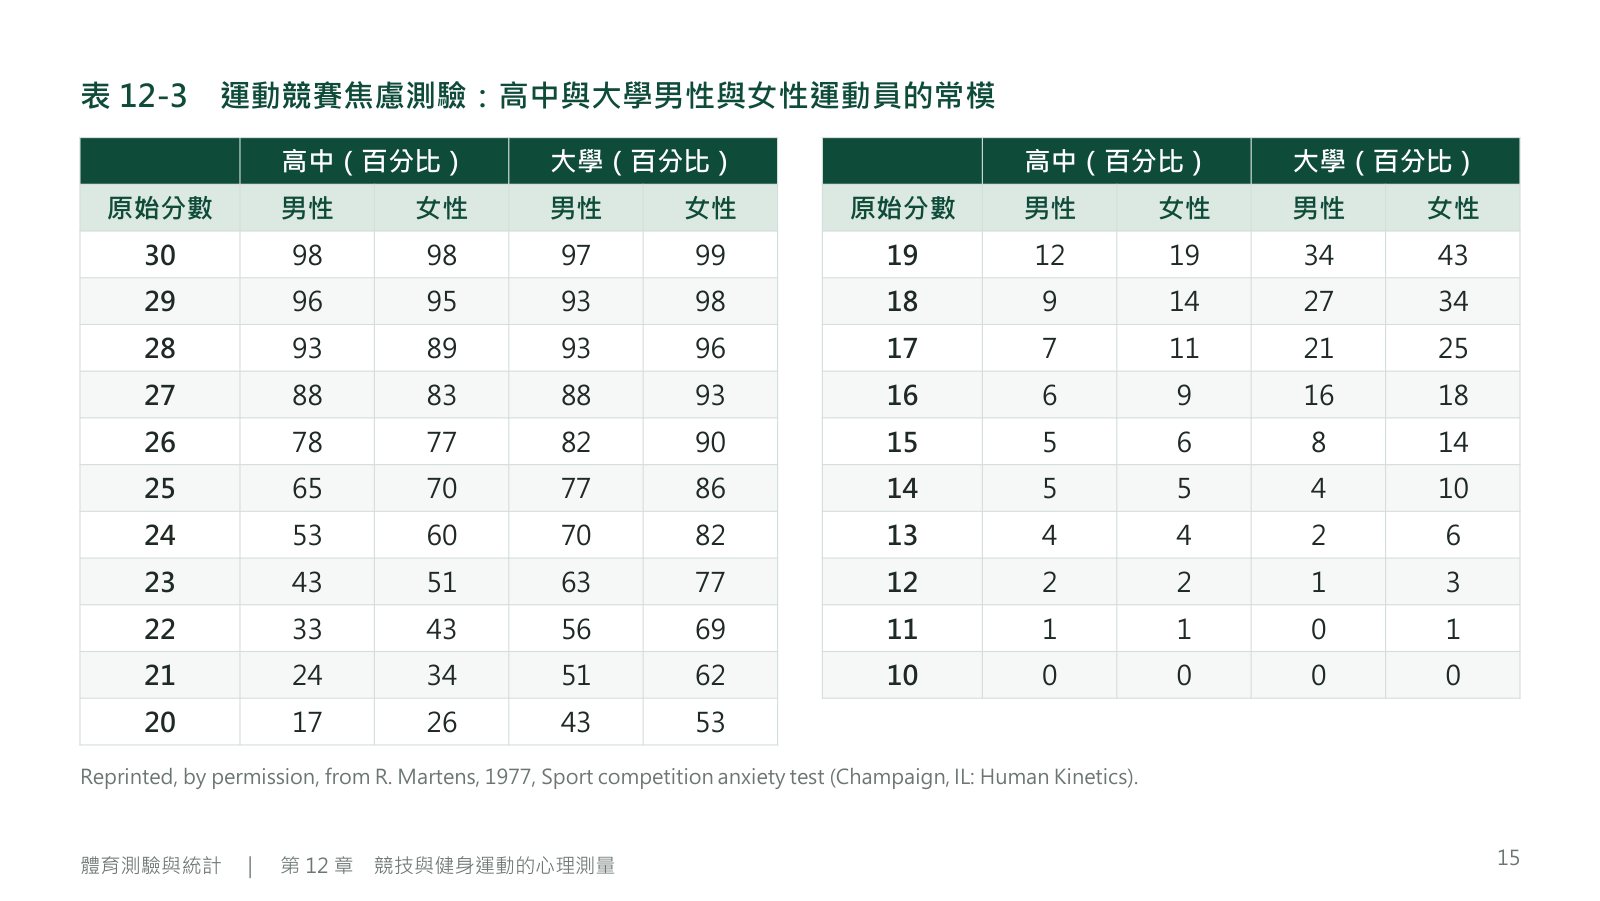 表 12-3　運動競賽焦慮測驗：高中與大學男性與女性運動員的常模
高中（百分比） 大學（百分比）
原始分數 男性 女性 男性 女性
30 98 98 97 99
29 96 95 93 98
28 93 89 93 96
27 88 83 88 93
26 78 77 82 90
25 65 70 77 86
24 53 60 70 82
23 43 51 63 77
22 33 43 56 69
21 24 34 51 62
20 17 26 43 53
高中（百分比） 大學（百分比）
原始分數 男性 女性 男性 女性
19 12 19 34 43
18 9 14 27 34
17 7 11 21 25
16 6 9 16 18
15 5 6 8 14
14 5 5 4 10
13 4 4 2 6
12 2 2 1 3
11 1 1 0 1
10 0 0 0 0
Reprinted, by permission, from R. Martens, 1977, Sport competition anxiety test (Champaign, IL: Human Kinetics).
體育測驗與統計　|　第 12 章　競技與健身運動的心理測量
15